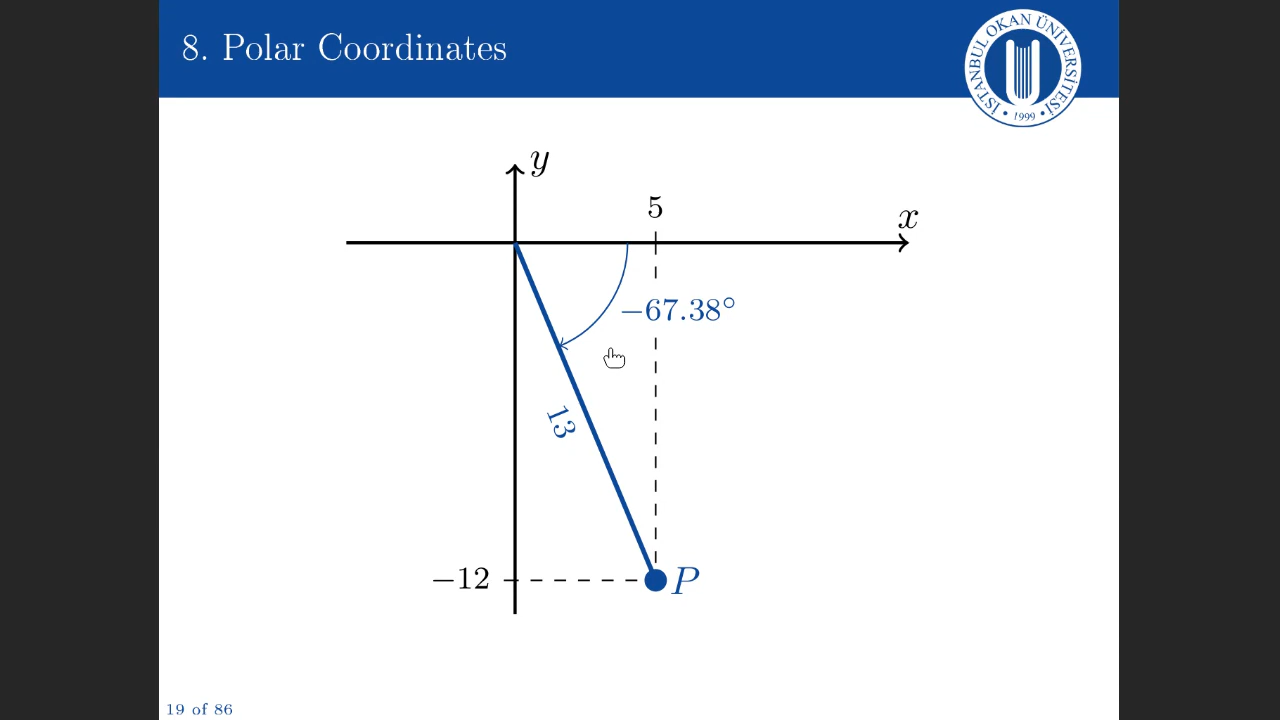 8. Polar Coordinates
İSTANBUL OKAN ÜNİVERSİTESİ
• 1999 •
y
5
x
−67.38°
13
−12
P
19 of 86